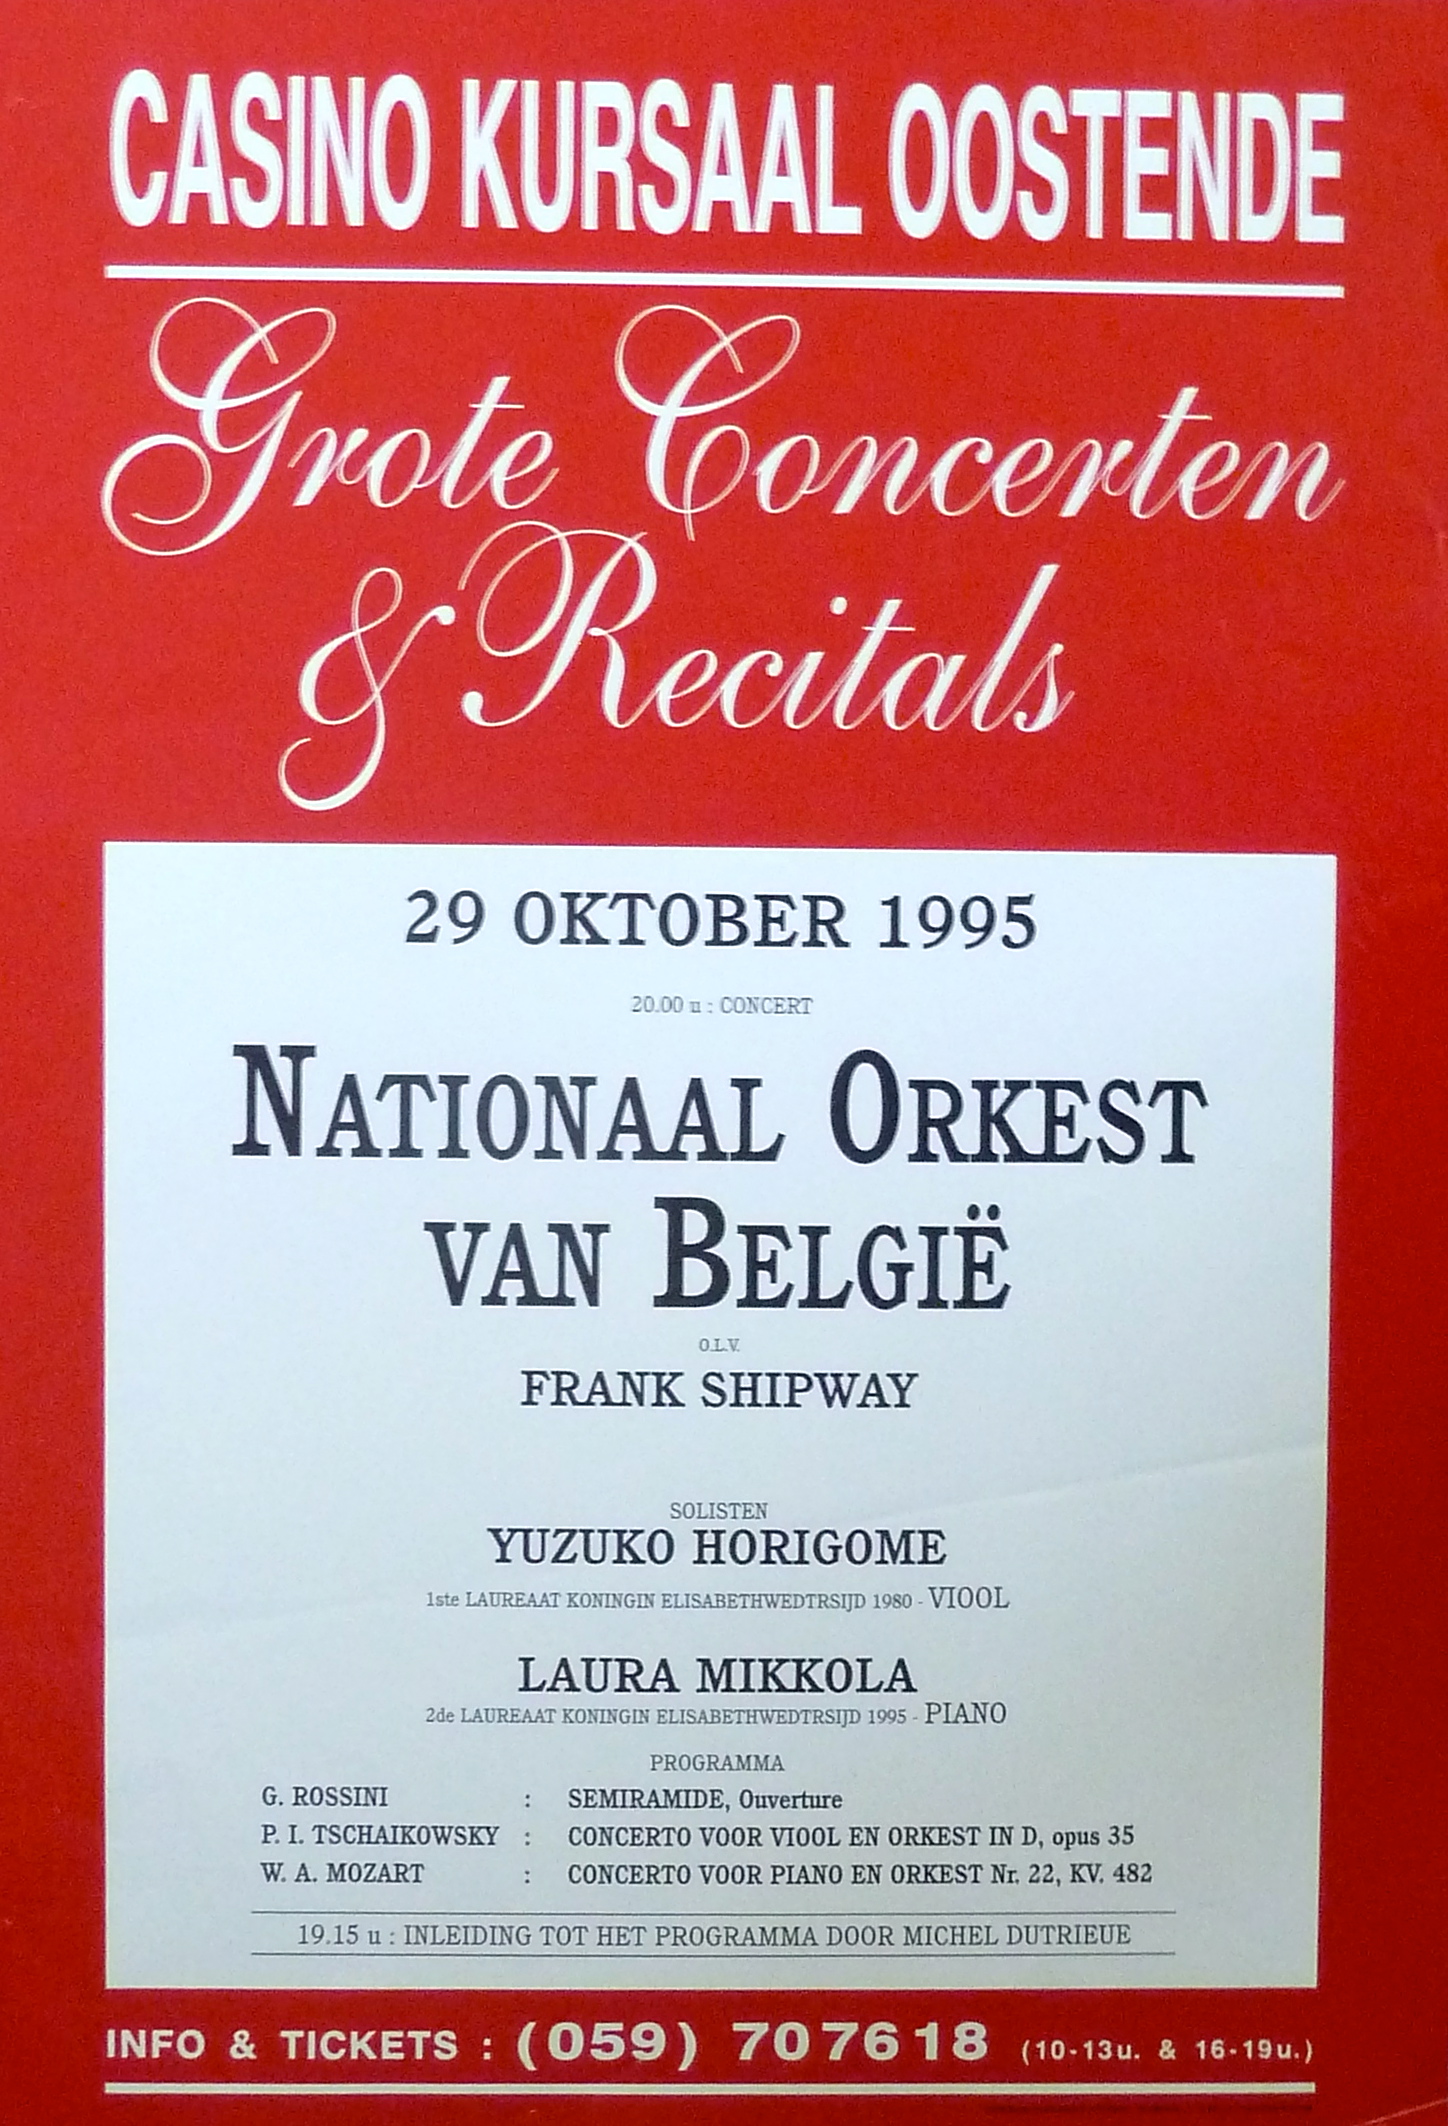 CASINO KURSAAL OOSTENDE
Grote Concerten
& Recitals
29 OKTOBER 1995
20.00 u : CONCERT
NATIONAAL ORKEST
VAN BELGIË
O.L.V.
FRANK SHIPWAY
SOLISTEN
YUZUKO HORIGOME
1ste LAUREAAT KONINGIN ELISABETHWEDTRSIJD 1980 - VIOOL
LAURA MIKKOLA
2de LAUREAAT KONINGIN ELISABETHWEDTRSIJD 1995 - PIANO
PROGRAMMA
G. ROSSINI : SEMIRAMIDE, Ouverture
P. I. TSCHAIKOWSKY : CONCERTO VOOR VIOOL EN ORKEST IN D, opus 35
W. A. MOZART : CONCERTO VOOR PIANO EN ORKEST Nr. 22, KV. 482
19.15 u : INLEIDING TOT HET PROGRAMMA DOOR MICHEL DUTRIEUE
INFO & TICKETS : (059) 70 76 18 (10-13u. & 16-19u.)